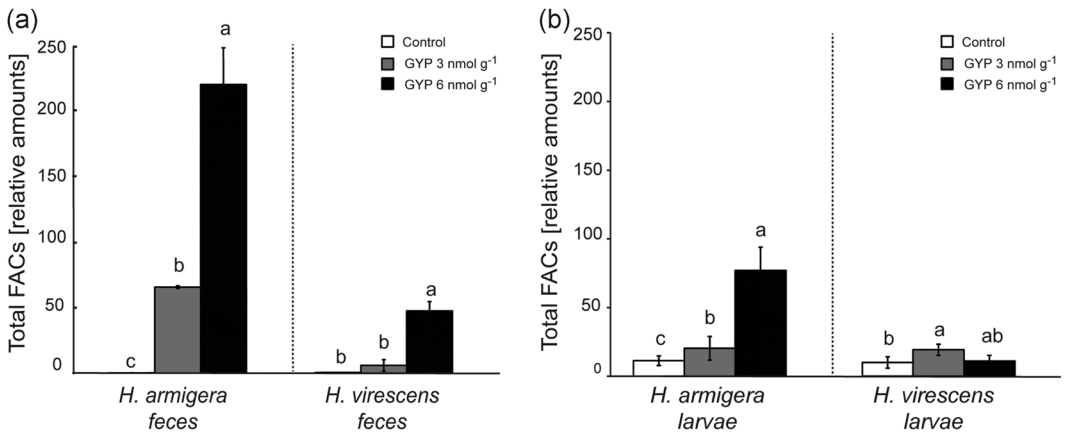 (a)
Total FACs [relative amounts]
250
200
150
100
50
0
Control
GYP 3 nmol g-1
GYP 6 nmol g-1
c
b
a
b
b
a
H. armigera
feces
H. virescens
feces
(b)
Total FACs [relative amounts]
250
200
150
100
50
0
Control
GYP 3 nmol g-1
GYP 6 nmol g-1
c
b
a
b
a
ab
H. armigera
larvae
H. virescens
larvae